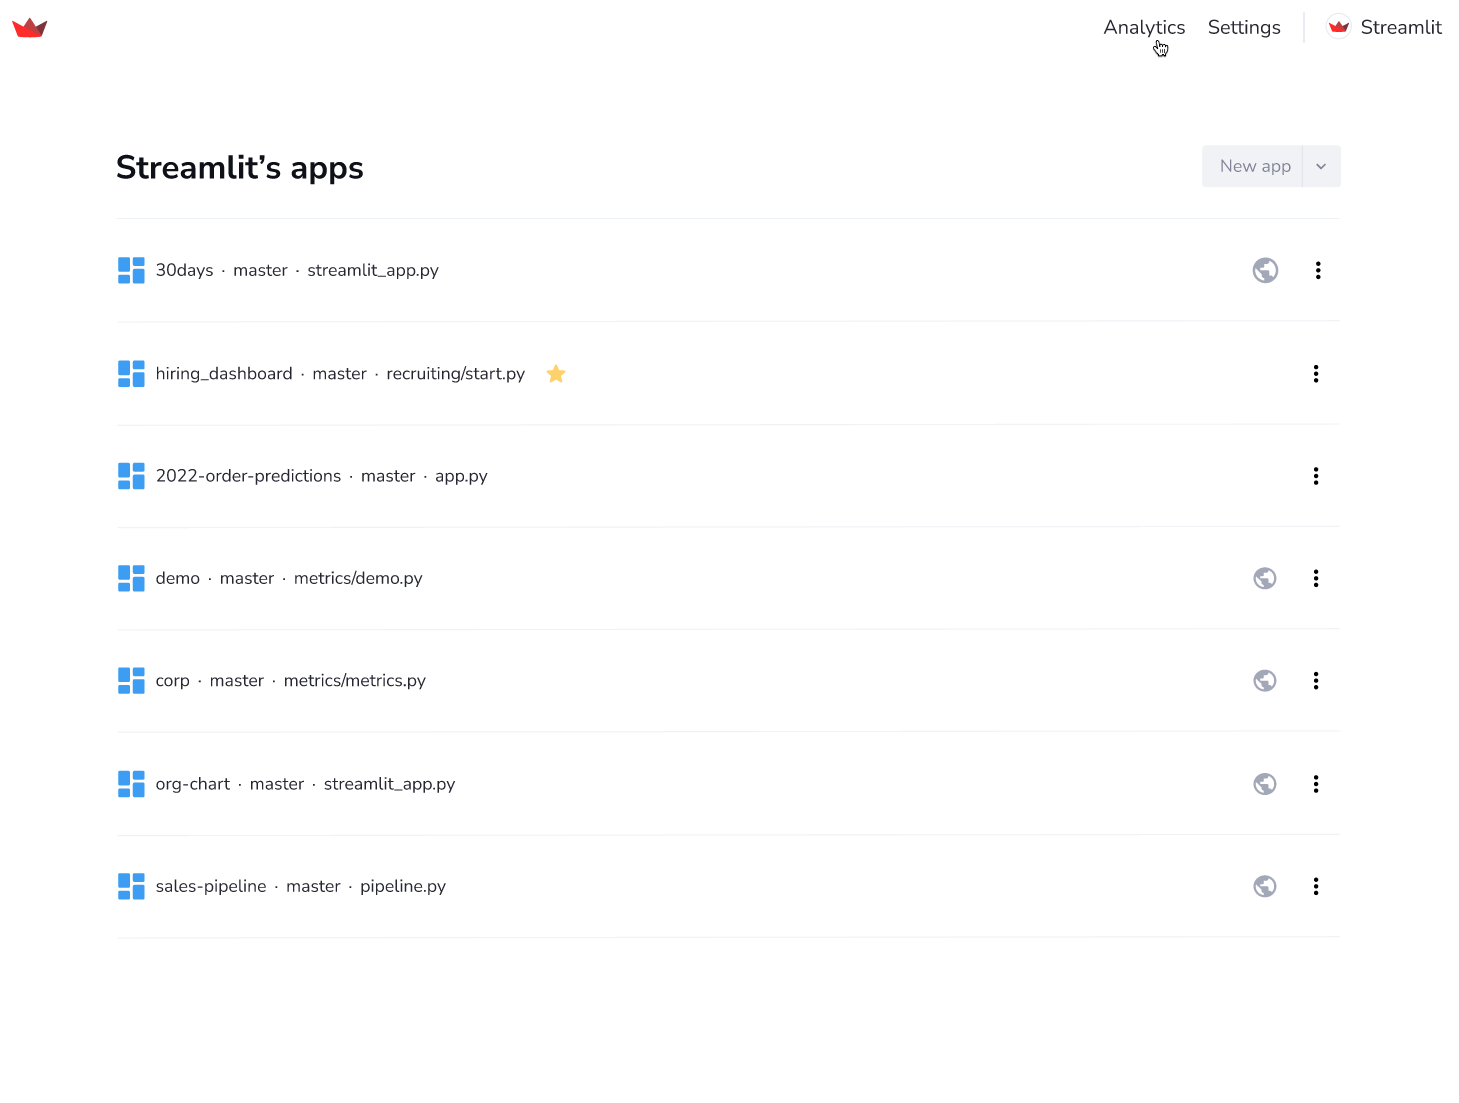 Analytics Settings Streamlit
Streamlit’s apps
New app
30days · master · streamlit_app.py
hiring_dashboard · master · recruiting/start.py
2022-order-predictions · master · app.py
demo · master · metrics/demo.py
corp · master · metrics/metrics.py
org-chart · master · streamlit_app.py
sales-pipeline · master · pipeline.py